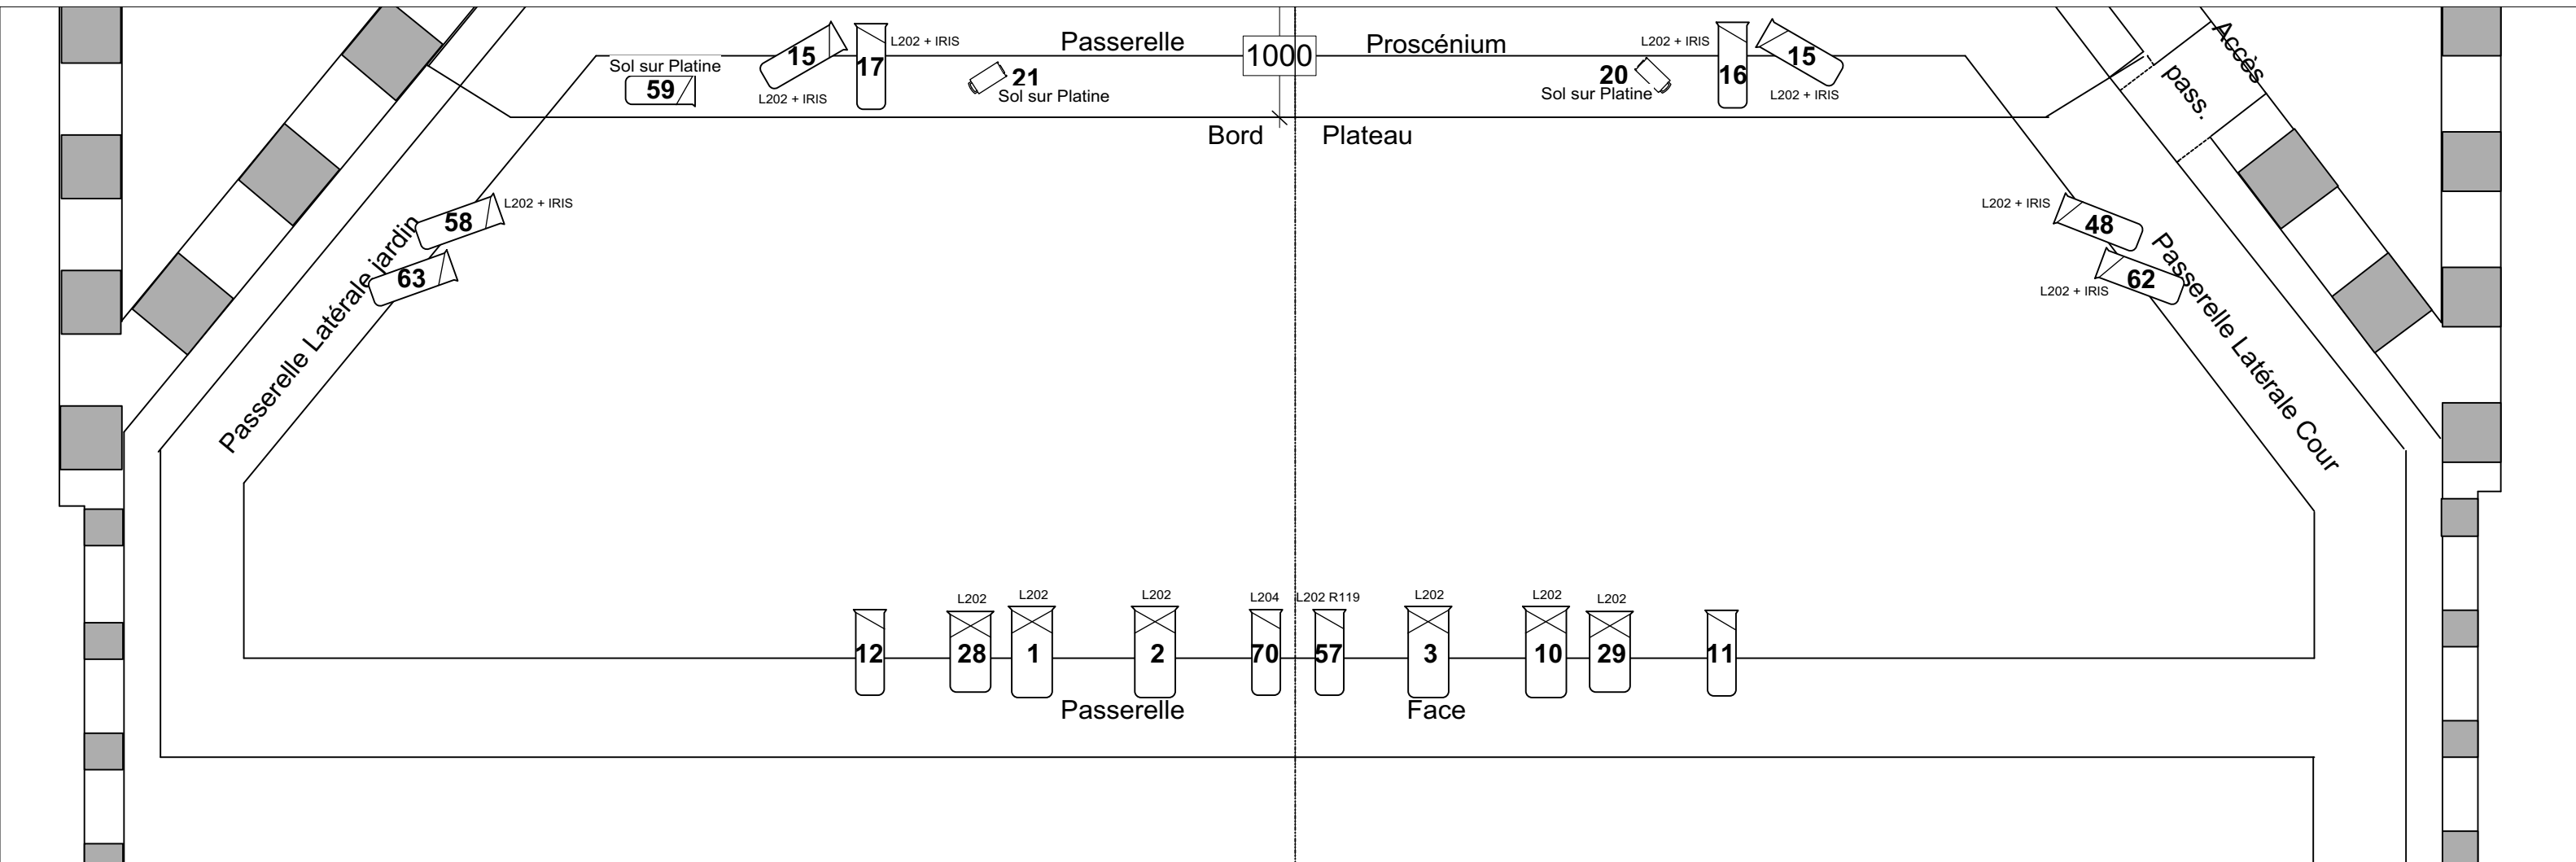 Passerelle
1000
Proscénium
Accès
pass.
Sol sur Platine
59
15
L202 + IRIS
17
L202 + IRIS
21
Sol sur Platine
20
Sol sur Platine
L202 + IRIS
16
15
L202 + IRIS
Bord
Plateau
58
L202 + IRIS
63
Passerelle Latérale jardin
L202 + IRIS
48
L202 + IRIS
62
Passerelle Latérale Cour
L202
L202
L202
L204
L202 R119
L202
L202
L202
12
28
1
2
70
57
3
10
29
11
Passerelle
Face